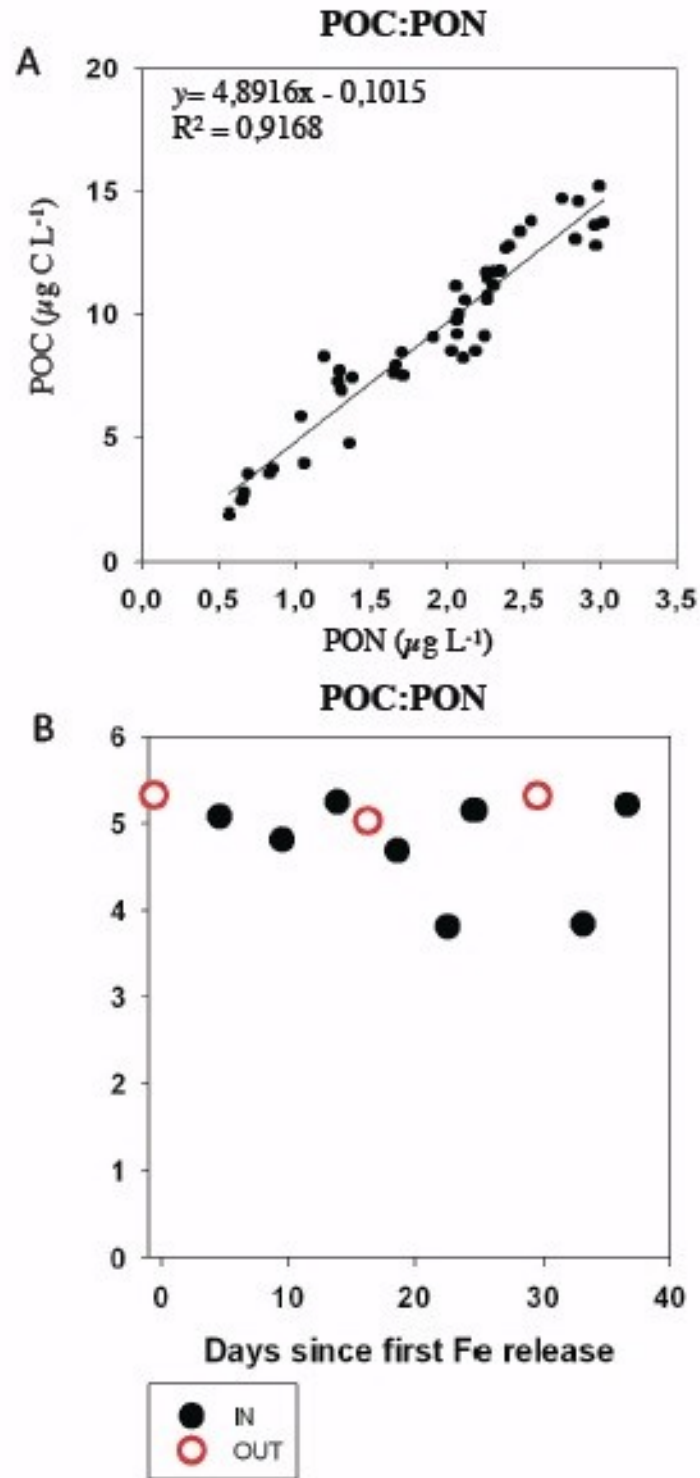 POC:PON
A
y= 4,8916x - 0,1015
R² = 0,9168
20
15
10
5
0
POC (µg C L⁻¹)
0,0 0,5 1,0 1,5 2,0 2,5 3,0 3,5
PON (µg L⁻¹)
POC:PON
B
6
5
4
3
2
1
0
0 10 20 30 40
Days since first Fe release
IN
OUT